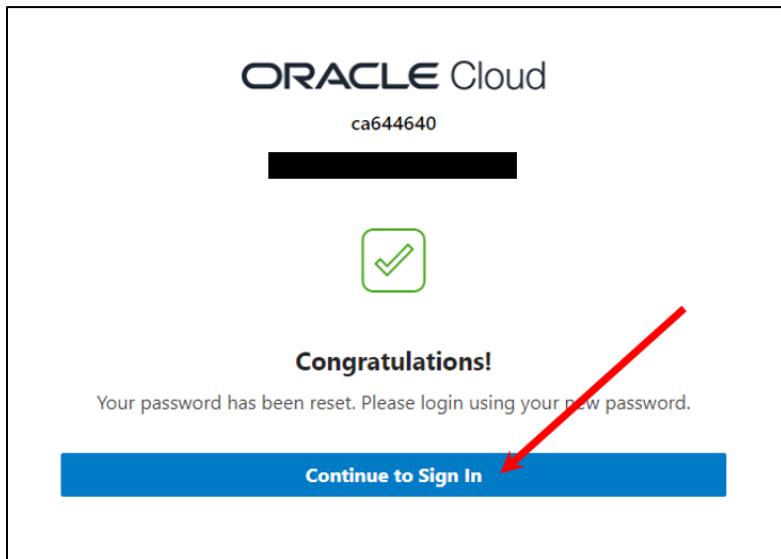 ORACLE Cloud
ca644640
Congratulations!
Your password has been reset. Please login using your new password.
Continue to Sign In